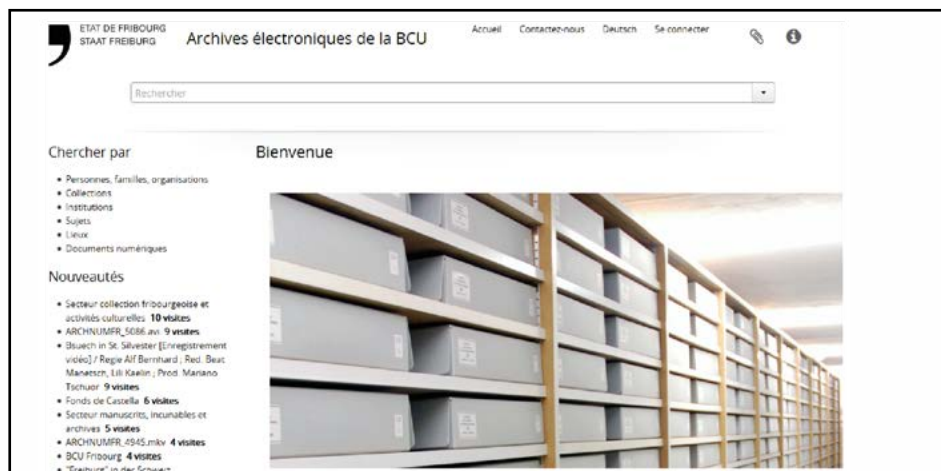 ETAT DE FRIBOURG
STAAT FREIBURG
Archives électroniques de la BCU
Accueil Contactez-nous Deutsch Se connecter
Rechercher
Chercher par
Personnes, familles, organisations
Collections
Institutions
Sujets
Lieux
Documents numériques
Nouveautés
Secteur collection fribourgeoise et
activités culturelles 10 visites
ARCHNUMFR_5086.avi 9 visites
Bsuech in St. Silvester [Enregistrement
vidéo] / Regie Alf Bernhard ; Red. Beat
Manetsch, Lili Kaelin ; Prod. Mariano
Tschuor 9 visites
Fonds de Castella 6 visites
Secteur manuscrits, incunables et
archives 5 visites
ARCHNUMFR_4945.mkv 4 visites
BCU Fribourg 4 visites
"Freiburg" in der Schweiz
Bienvenue